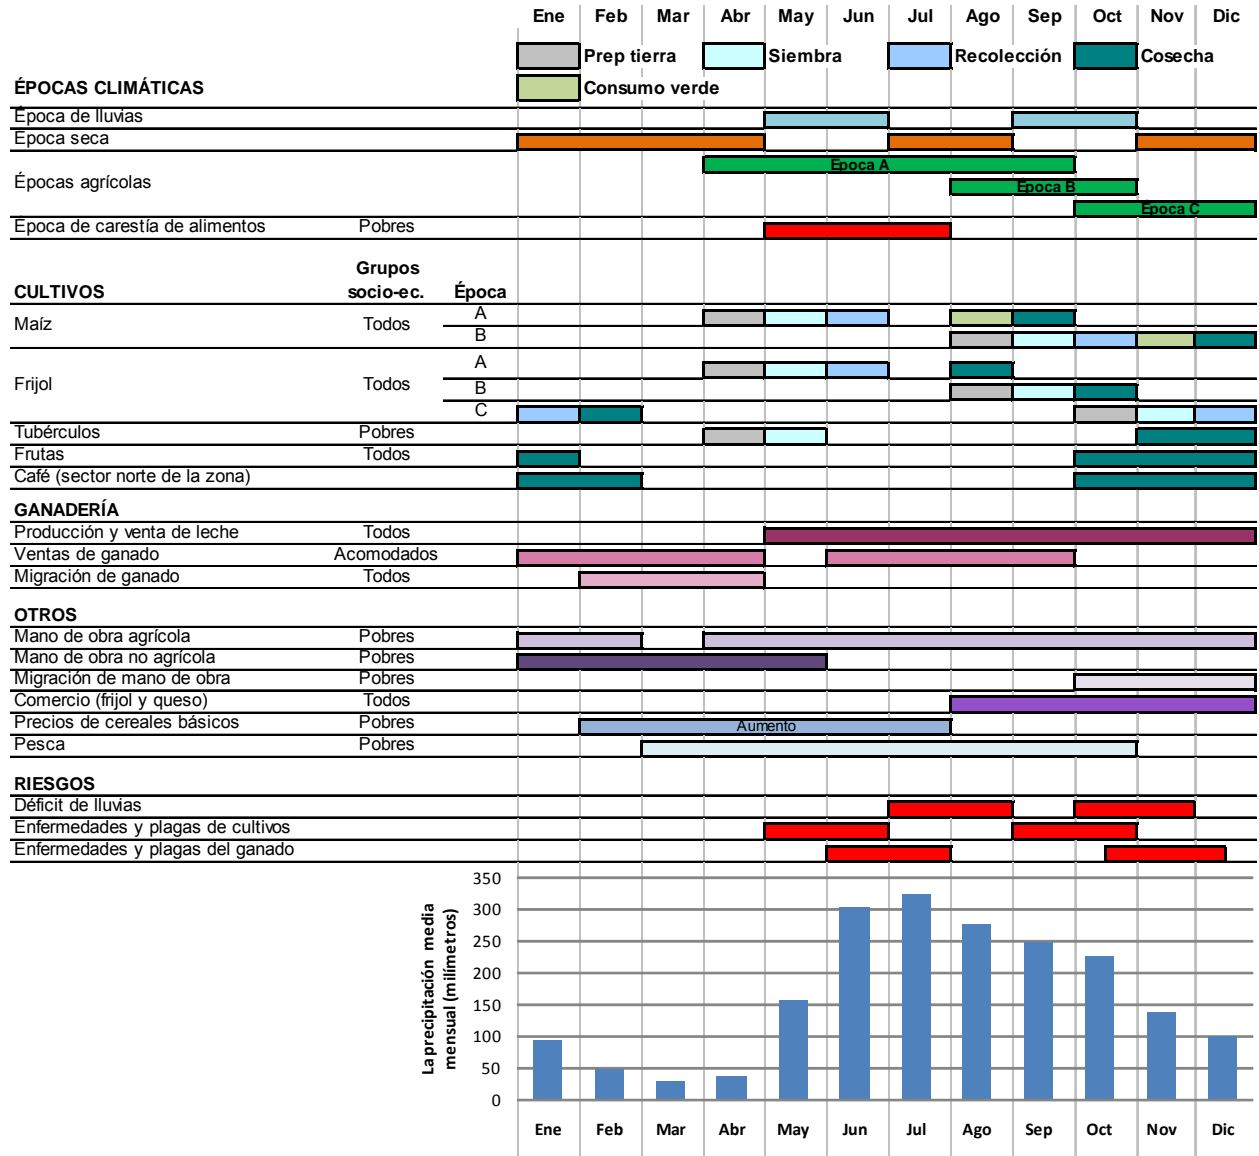 Ene Feb Mar Abr May Jun Jul Ago Sep Oct Nov Dic
Prep tierra Siembra Recolección Cosecha
ÉPOCAS CLIMÁTICAS Consumo verde
Época de lluvias
Época seca
Época A
Épocas agrícolas Época B
Época C
Época de carestía de alimentos Pobres
Grupos
CULTIVOS socio-ec. Época
Maíz Todos A
B
A
Frijol Todos B
C
Tubérculos Pobres
Frutas Todos
Café (sector norte de la zona)
GANADERÍA
Producción y venta de leche Todos
Ventas de ganado Acomodados
Migración de ganado Todos
OTROS
Mano de obra agrícola Pobres
Mano de obra no agrícola Pobres
Migración de mano de obra Pobres
Comercio (frijol y queso) Todos
Precios de cereales básicos Pobres Aumento
Pesca Pobres
RIESGOS
Déficit de lluvias
Enfermedades y plagas de cultivos
Enfermedades y plagas del ganado
La precipitación media
mensual (milímetros)
350
300
250
200
150
100
50
0
Ene Feb Mar Abr May Jun Jul Ago Sep Oct Nov Dic